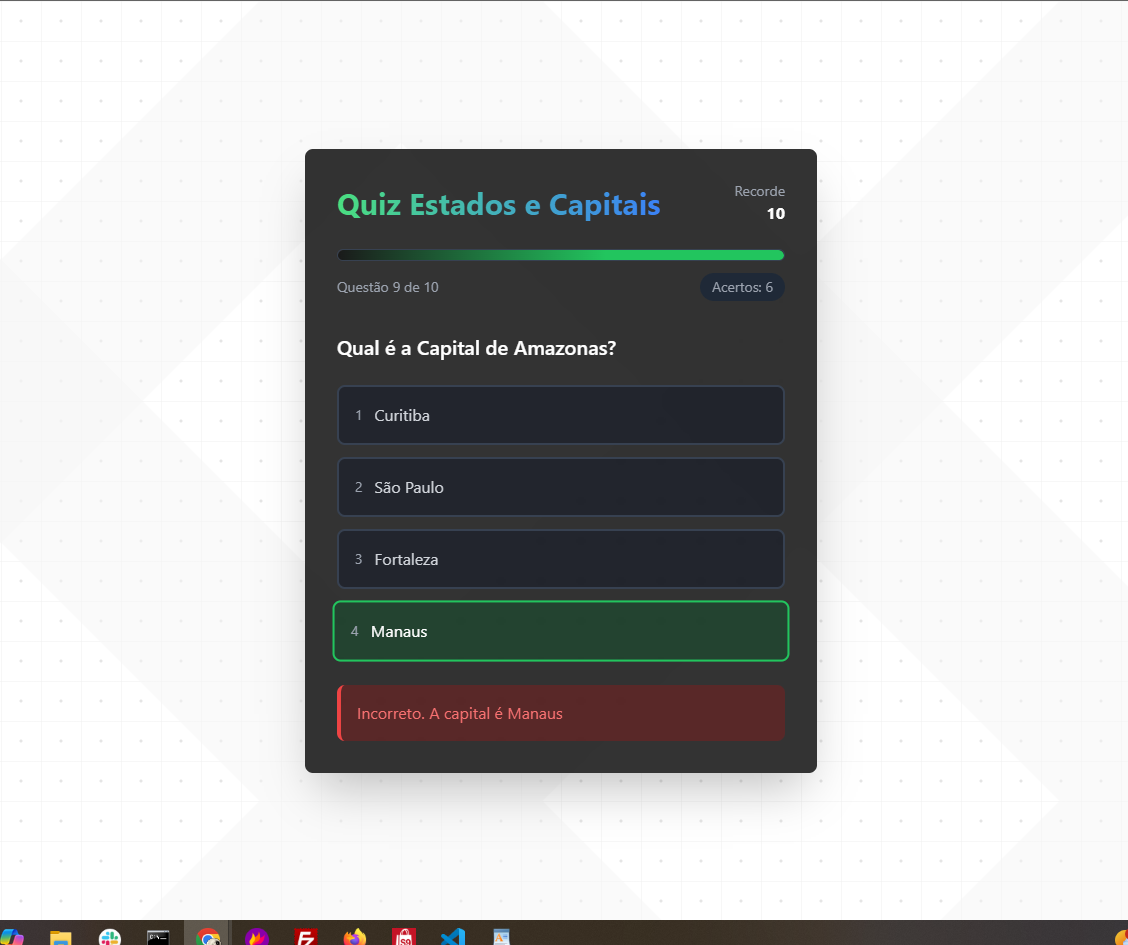 Quiz Estados e Capitais
Recorde
10
Questão 9 de 10
Acertos: 6
Qual é a Capital de Amazonas?
1 Curitiba
2 São Paulo
3 Fortaleza
4 Manaus
Incorreto. A capital é Manaus